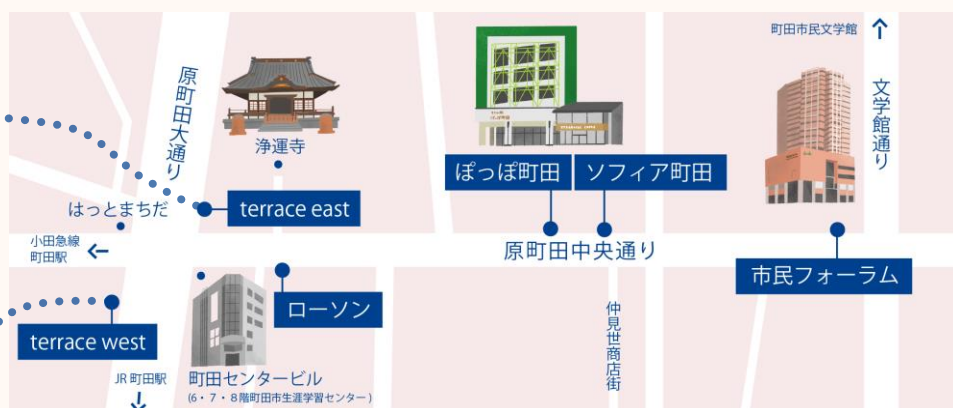 町田市民文学館
文学館通り
原町田大通り
浄運寺
ぽっぽ町田
ソフィア町田
はっとまちだ
terrace east
小田急線
町田駅
原町田中央通り
市民フォーラム
ローソン
terrace west
仲見世商店街
JR 町田駅
町田センタービル
(6・7・8階町田市生涯学習センター)